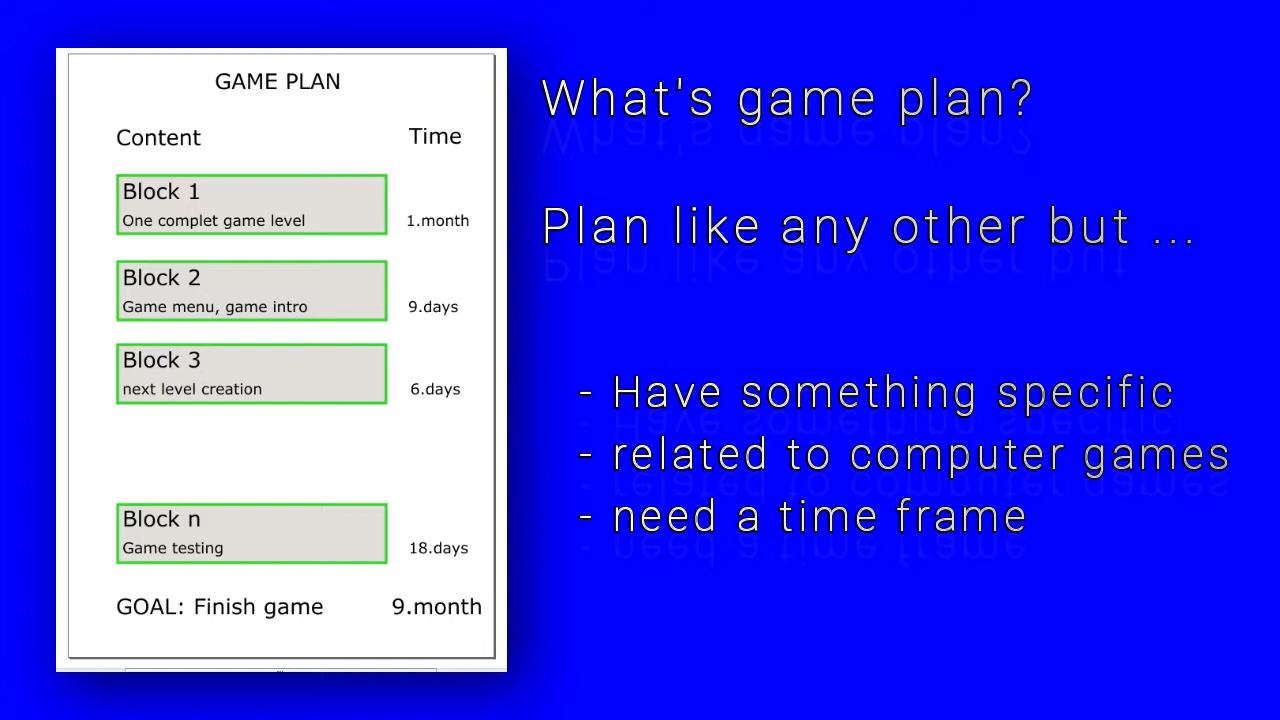 GAME PLAN
Content Time
Block 1
One complet game level 1.month
Block 2
Game menu, game intro 9.days
Block 3
next level creation 6.days
Block n
Game testing 18.days
GOAL: Finish game 9.month
What's game plan?
Plan like any other but ...
- Have something specific
- related to computer games
- need a time frame